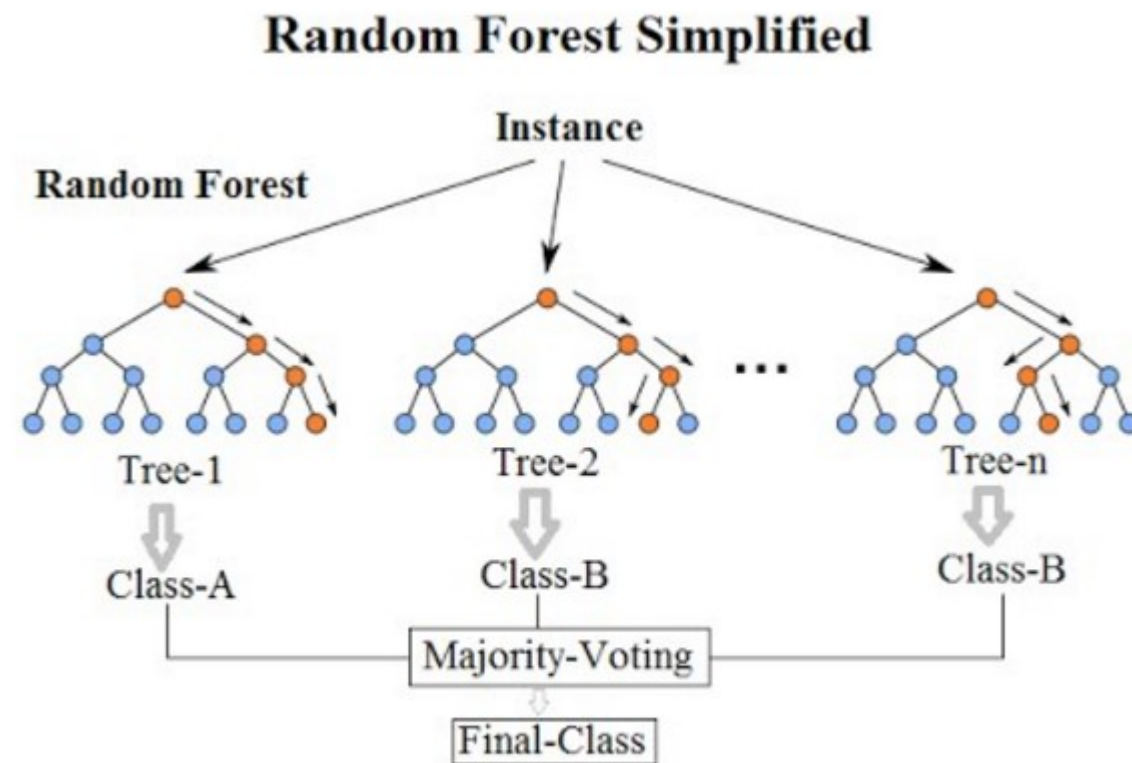 Random Forest Simplified
Instance
Random Forest
...
Tree-1
Tree-2
Tree-n
Class-A
Class-B
Class-B
Majority-Voting
Final-Class